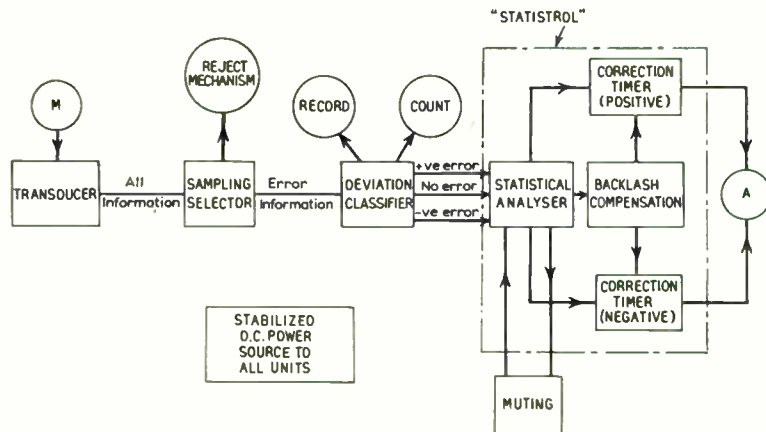 "STATISTROL"
REJECT
MECHANISM
CORRECTION
TIMER
(POSITIVE)
M
RECORD
COUNT
TRANSDUCER
All
Information
SAMPLING
SELECTOR
Error
Information
DEVIATION
CLASSIFIER
+ve error
No error
-ve error
STATISTICAL
ANALYSER
BACKLASH
COMPENSATION
A
CORRECTION
TIMER
(NEGATIVE)
STABILIZED
D.C. POWER
SOURCE TO
ALL UNITS
MUTING